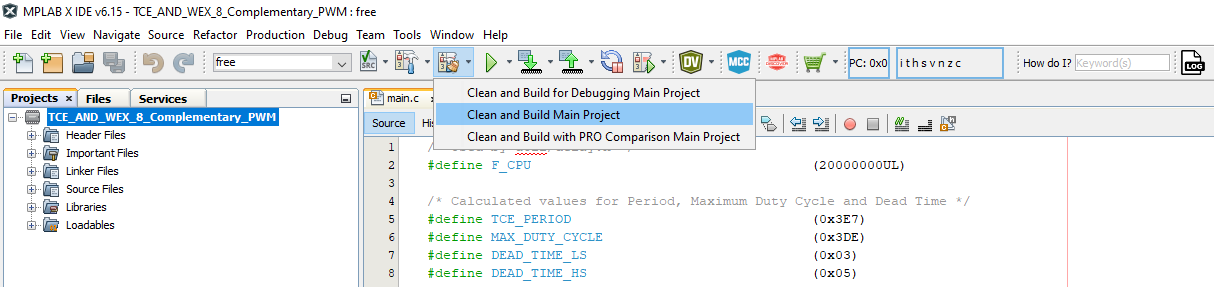 MPLAB X IDE v6.15 - TCE_AND_WEX_8_Complementary_PWM : free
File Edit View Navigate Source Refactor Production Debug Team Tools Window Help
free SRC DV MCC PC: 0x0 i t h s v n z c How do I? Keyword(s) LOG
Projects x Files Services
main.c
Clean and Build for Debugging Main Project
Clean and Build Main Project
Clean and Build with PRO Comparison Main Project
Source
TCE_AND_WEX_8_Complementary_PWM
Header Files
Important Files
Linker Files
Source Files
Libraries
Loadables
1
2 #define F_CPU (20000000UL)
3
4 /* Calculated values for Period, Maximum Duty Cycle and Dead Time */
5 #define TCE_PERIOD (0x3E7)
6 #define MAX_DUTY_CYCLE (0x3DE)
7 #define DEAD_TIME_LS (0x03)
8 #define DEAD_TIME_HS (0x05)